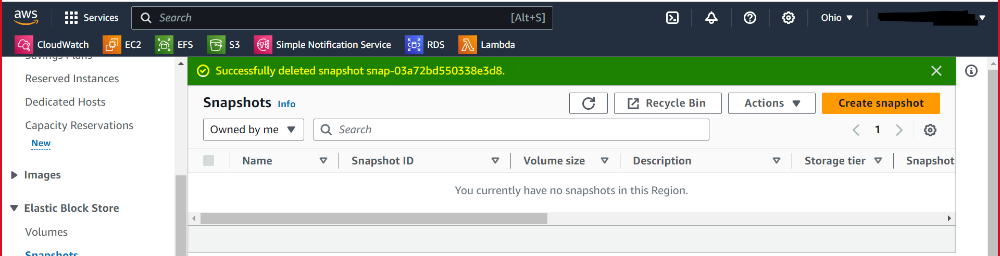 aws
Services
Search
[Alt+S]
Ohio
CloudWatch
EC2
EFS
S3
Simple Notification Service
RDS
Lambda
Savings Plans
Reserved Instances
Dedicated Hosts
Capacity Reservations
New
Images
Elastic Block Store
Volumes
Snapshots
Successfully deleted snapshot snap-03a72bd550338e3d8.
Snapshots Info
Recycle Bin
Actions
Create snapshot
Owned by me
Search
1
Name
Snapshot ID
Volume size
Description
Storage tier
Snapshot
You currently have no snapshots in this Region.